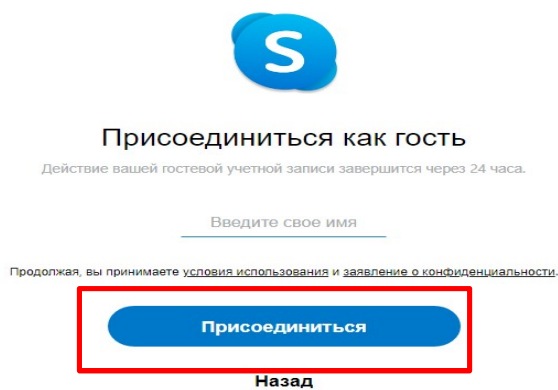 S
Присоединиться как гость
Действие вашей гостевой учетной записи завершится через 24 часа.
Введите свое имя
Продолжая, вы принимаете условия использования и заявление о конфиденциальности.
Присоединиться
Назад